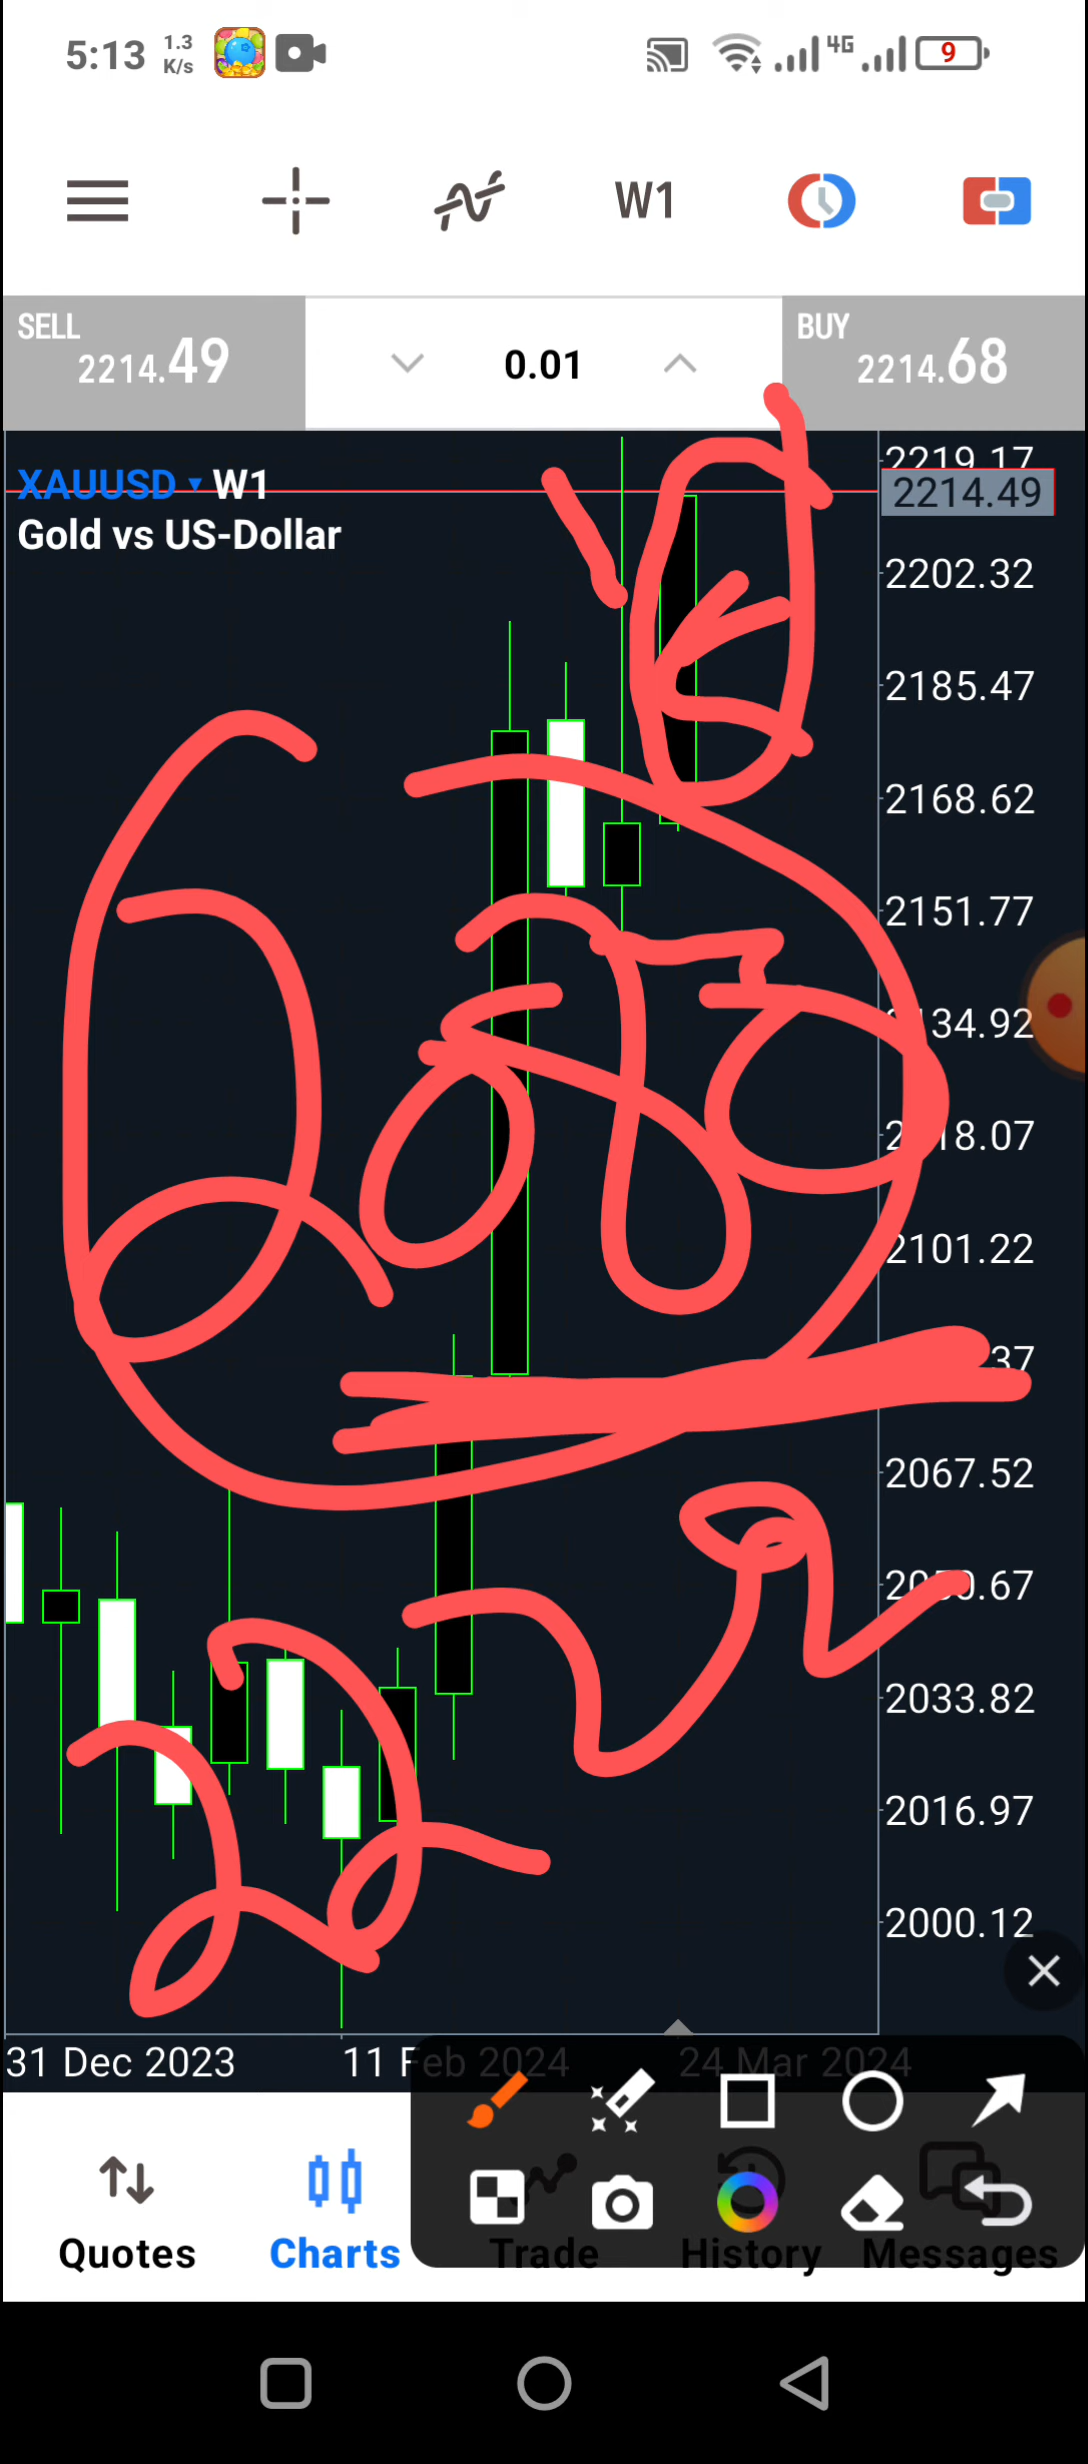 5:13 1.3 K/s 4G 9
W1
SELL 2214.49 0.01 BUY 2214.68
XAUUSD W1
Gold vs US-Dollar
2219.17
2214.49
2202.32
2185.47
2168.62
2151.77
34.92
18.07
2101.22
37
2067.52
2050.67
2033.82
2016.97
2000.12
31 Dec 2023 11 Feb 2024 24 Mar 2024
Quotes Charts Trade History Messages